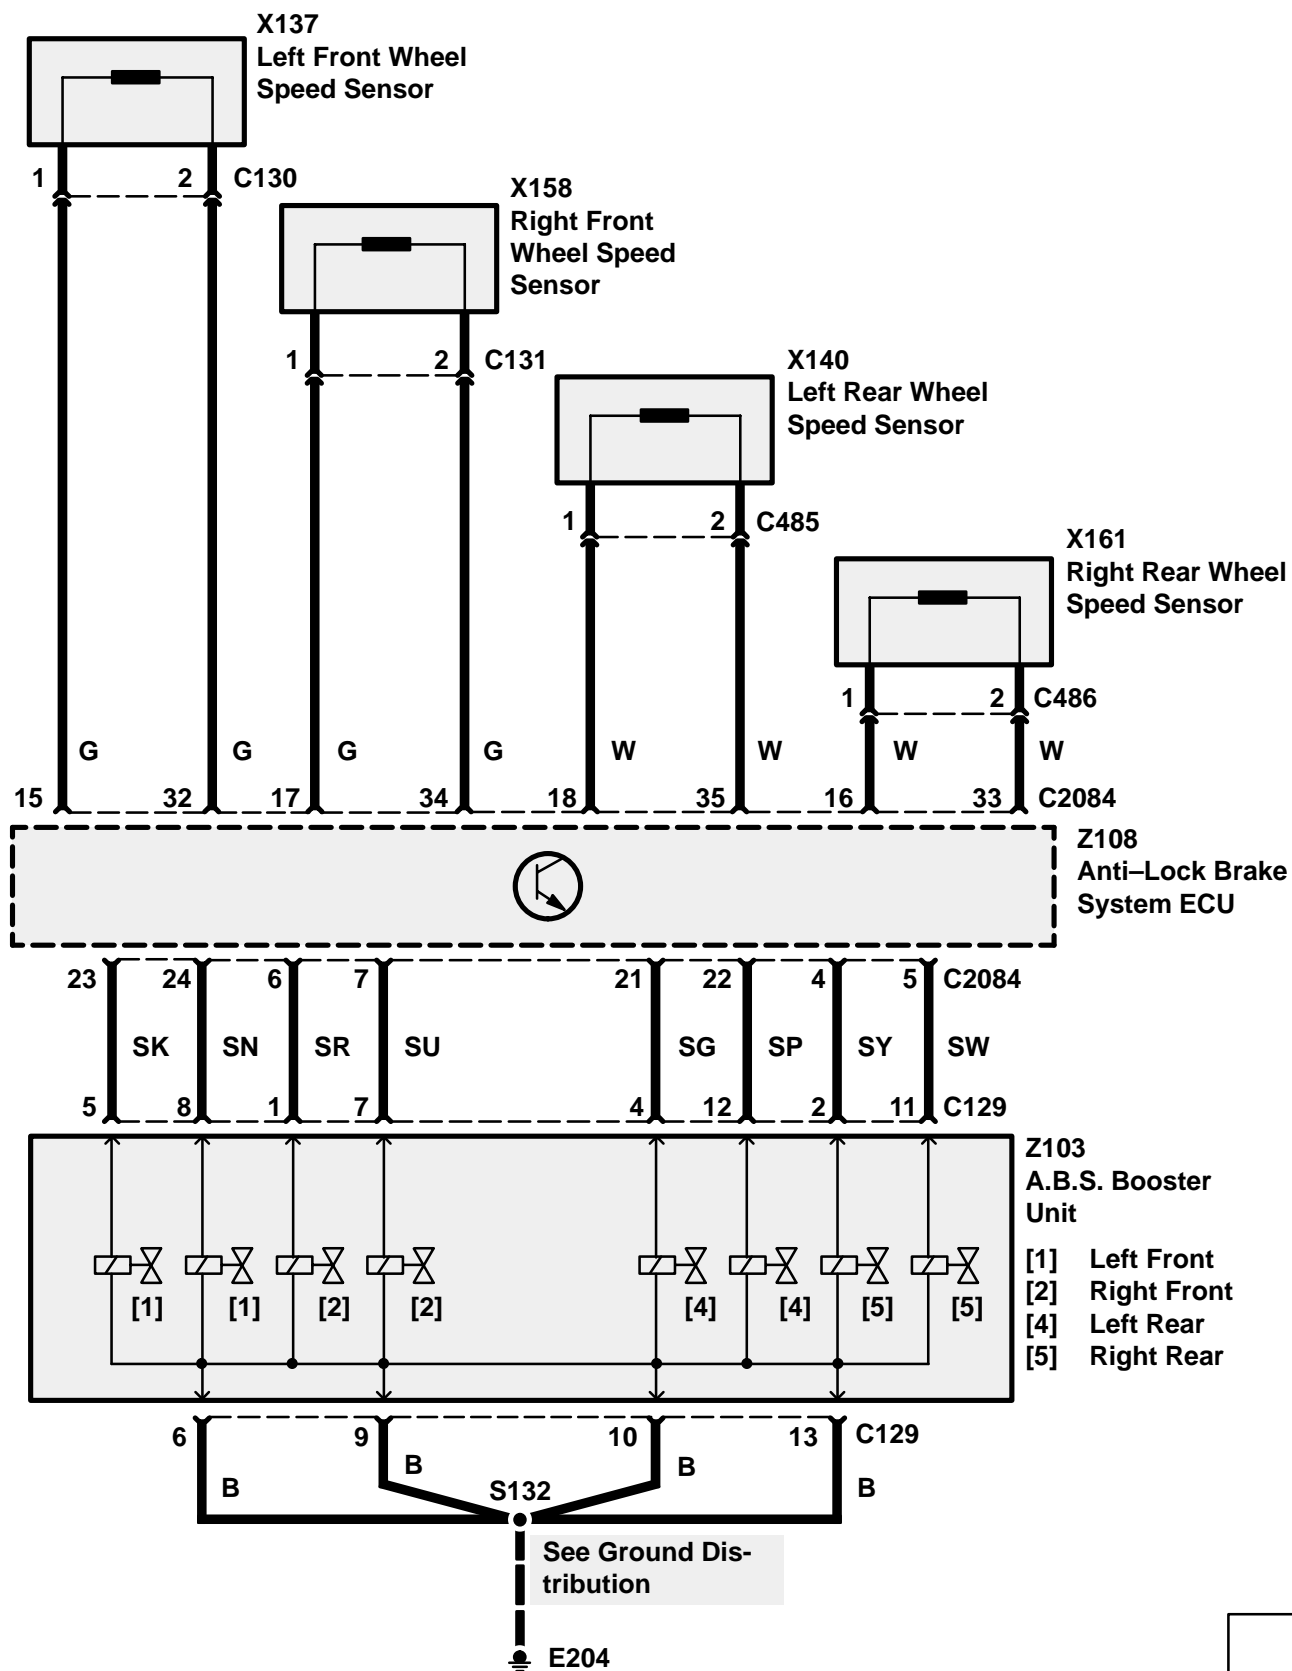 X137
Left Front Wheel
Speed Sensor
1 2 C130
X158
Right Front
Wheel Speed
Sensor
1 2 C131
X140
Left Rear Wheel
Speed Sensor
1 2 C485
X161
Right Rear Wheel
Speed Sensor
1 2 C486
G G G G W W W W
15 32 17 34 18 35 16 33 C2084
Z108
Anti–Lock Brake
System ECU
23 24 6 7 21 22 4 5 C2084
SK SN SR SU SG SP SY SW
5 8 1 7 4 12 2 11 C129
Z103
A.B.S. Booster
Unit
[1] Left Front
[2] Right Front
[4] Left Rear
[5] Right Rear
[1] [1] [2] [2] [4] [4] [5] [5]
6 9 10 13 C129
B B B B
S132
See Ground Dis-
tribution
E204